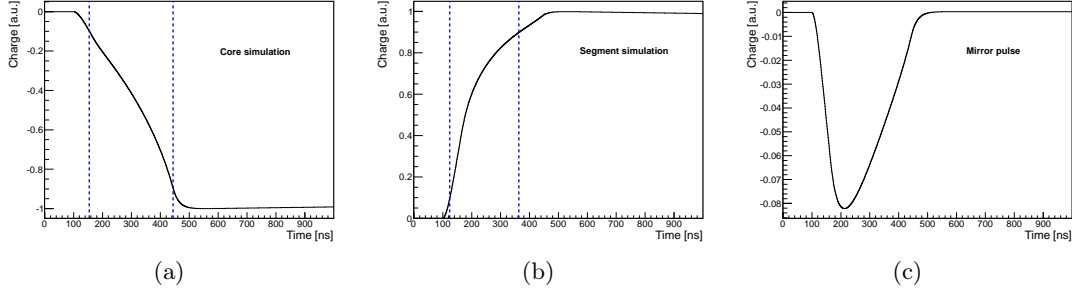 Charge [a.u.]
0
-0.2
-0.4
-0.6
-0.8
-1
Core simulation
0 100 200 300 400 500 600 700 800 900
Time [ns]
(a)
Charge [a.u.]
1
0.8
0.6
0.4
0.2
0
Segment simulation
0 100 200 300 400 500 600 700 800 900
Time [ns]
(b)
Charge [a.u.]
0
-0.01
-0.02
-0.03
-0.04
-0.05
-0.06
-0.07
-0.08
Mirror pulse
0 100 200 300 400 500 600 700 800 900
Time [ns]
(c)